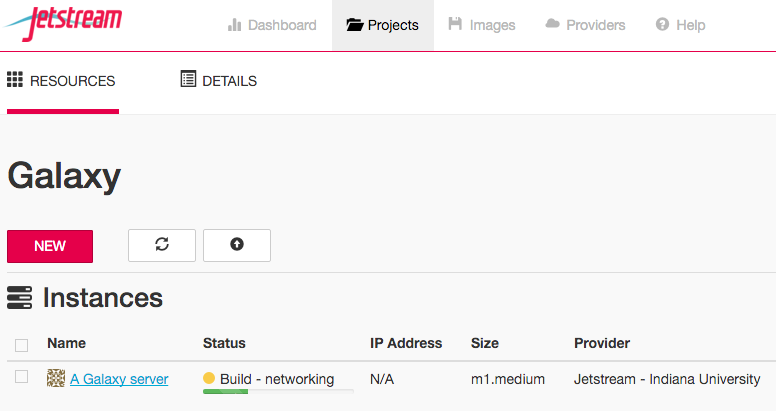 Jetstream
Dashboard Projects Images Providers Help
RESOURCES DETAILS
Galaxy
NEW
Instances
Name Status IP Address Size Provider
A Galaxy server Build - networking N/A m1.medium Jetstream - Indiana University